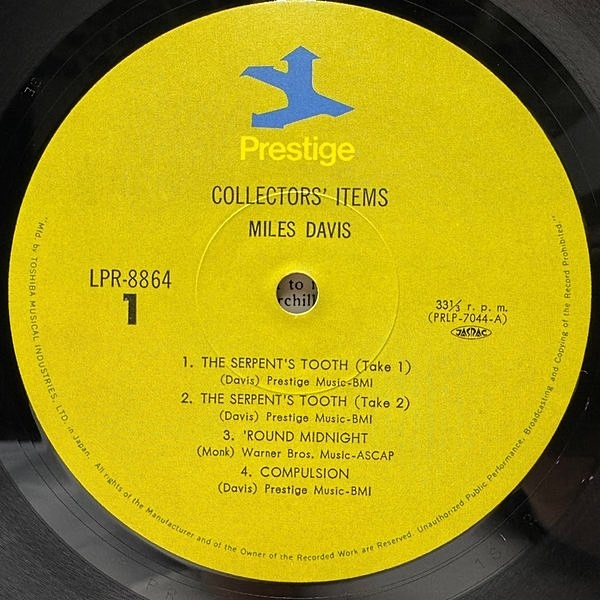 Prestige
COLLECTORS' ITEMS
MILES DAVIS
LPR-8864
1
to
rchill
33⅓ r. p. m.
(PRLP-7044-A)
JASRAC
1. THE SERPENT'S TOOTH (Take 1)
(Davis) Prestige Music-BMI
2. THE SERPENT'S TOOTH (Take 2)
(Davis) Prestige Music-BMI
3. 'ROUND MIDNIGHT
(Monk) Warner Bros. Music-ASCAP
4. COMPULSION
(Davis) Prestige Music-BMI
"Mfd. by TOSHIBA MUSICAL INDUSTRIES, LTD. in Japan. All rights of the Manufacturer and of the Owner of the Recorded Work are Reserved. Unauthorized Public Performance, Broadcasting and Copying of the Record Prohibited."